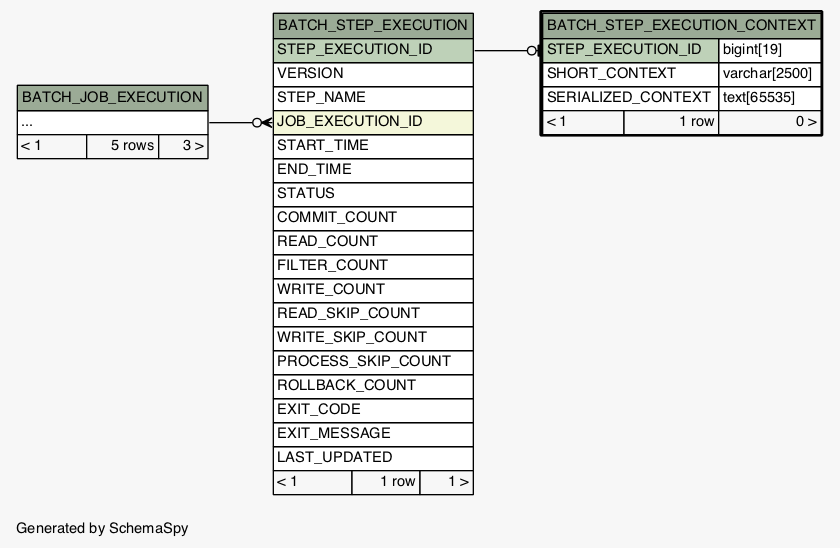 BATCH_JOB_EXECUTION
...
< 1 5 rows 3 >
BATCH_STEP_EXECUTION
STEP_EXECUTION_ID
VERSION
STEP_NAME
JOB_EXECUTION_ID
START_TIME
END_TIME
STATUS
COMMIT_COUNT
READ_COUNT
FILTER_COUNT
WRITE_COUNT
READ_SKIP_COUNT
WRITE_SKIP_COUNT
PROCESS_SKIP_COUNT
ROLLBACK_COUNT
EXIT_CODE
EXIT_MESSAGE
LAST_UPDATED
< 1 1 row 1 >
BATCH_STEP_EXECUTION_CONTEXT
STEP_EXECUTION_ID bigint[19]
SHORT_CONTEXT varchar[2500]
SERIALIZED_CONTEXT text[65535]
< 1 1 row 0 >
Generated by SchemaSpy